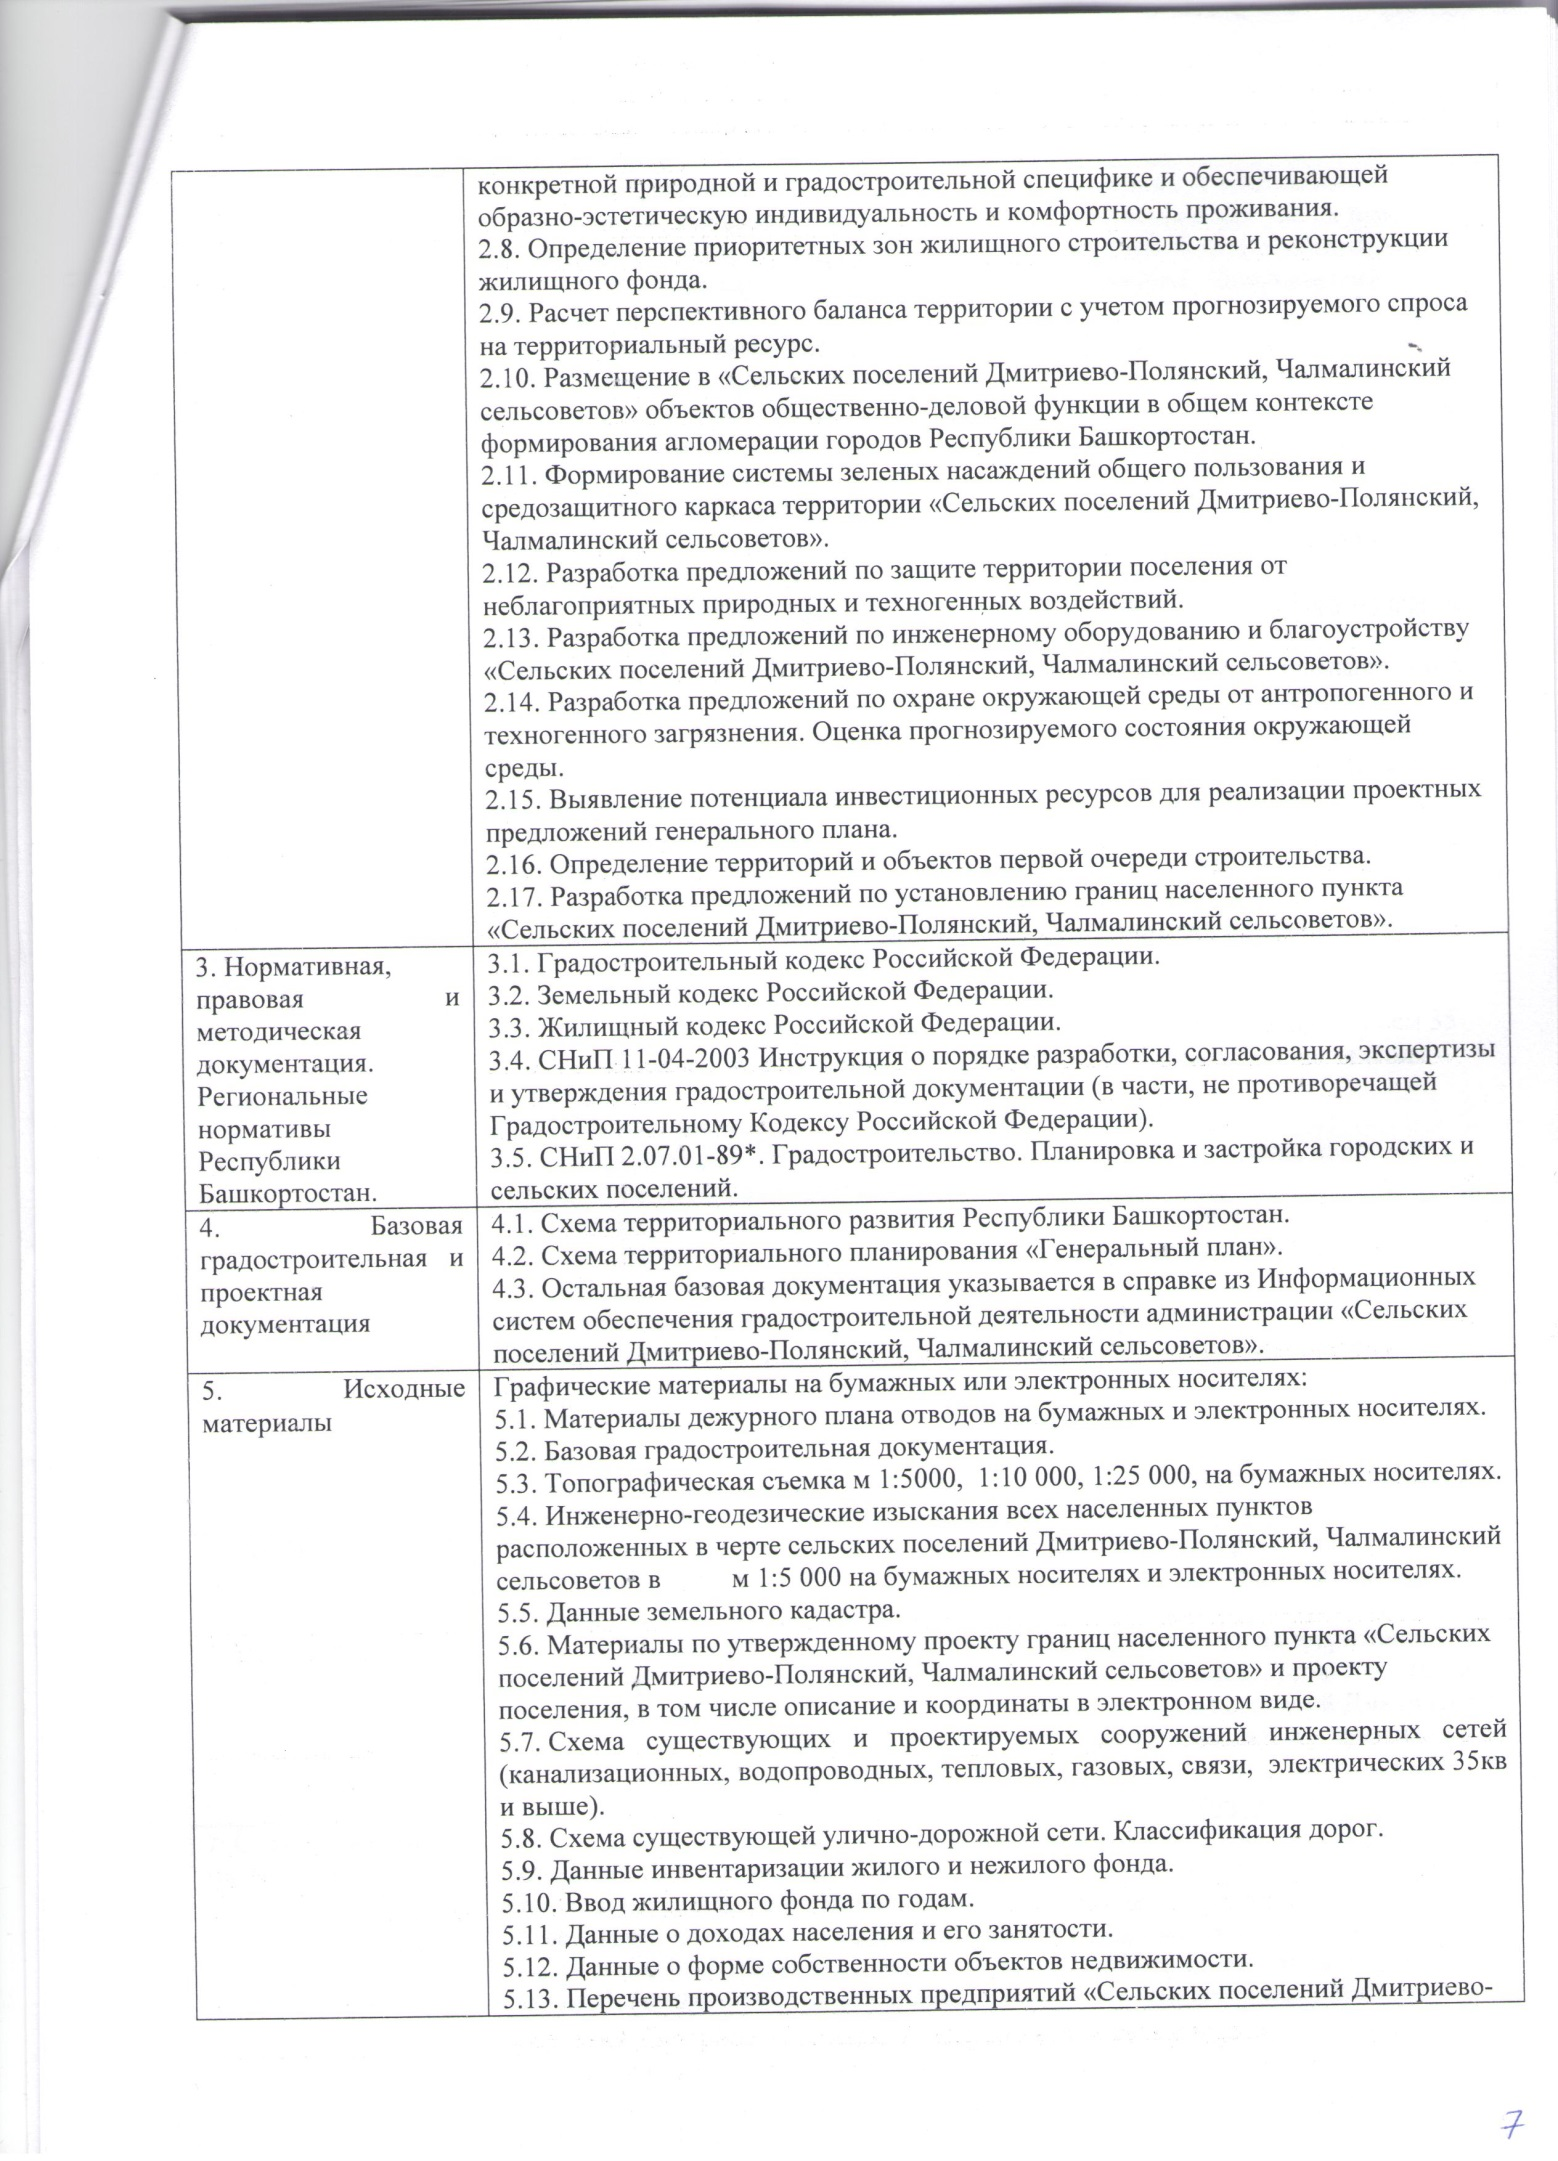 конкретной природной и градостроительной специфике и обеспечивающей
образно-эстетическую индивидуальность и комфортность проживания.
2.8. Определение приоритетных зон жилищного строительства и реконструкции
жилищного фонда.
2.9. Расчет перспективного баланса территории с учетом прогнозируемого спроса
на территориальный ресурс.
2.10. Размещение в «Сельских поселений Дмитриево-Полянский, Чалмалинский
сельсоветов» объектов общественно-деловой функции в общем контексте
формирования агломерации городов Республики Башкортостан.
2.11. Формирование системы зеленых насаждений общего пользования и
средозащитного каркаса территории «Сельских поселений Дмитриево-Полянский,
Чалмалинский сельсоветов».
2.12. Разработка предложений по защите территории поселения от
неблагоприятных природных и техногенных воздействий.
2.13. Разработка предложений по инженерному оборудованию и благоустройству
«Сельских поселений Дмитриево-Полянский, Чалмалинский сельсоветов».
2.14. Разработка предложений по охране окружающей среды от антропогенного и
техногенного загрязнения. Оценка прогнозируемого состояния окружающей
среды.
2.15. Выявление потенциала инвестиционных ресурсов для реализации проектных
предложений генерального плана.
2.16. Определение территорий и объектов первой очереди строительства.
2.17. Разработка предложений по установлению границ населенного пункта
«Сельских поселений Дмитриево-Полянский, Чалмалинский сельсоветов».
3. Нормативная,
правовая и
методическая
документация.
Региональные
нормативы
Республики
Башкортостан.
3.1. Градостроительный кодекс Российской Федерации.
3.2. Земельный кодекс Российской Федерации.
3.3. Жилищный кодекс Российской Федерации.
3.4. СНиП 11-04-2003 Инструкция о порядке разработки, согласования, экспертизы
и утверждения градостроительной документации (в части, не противоречащей
Градостроительному Кодексу Российской Федерации).
3.5. СНиП 2.07.01-89*. Градостроительство. Планировка и застройка городских и
сельских поселений.
4. Базовая
градостроительная и
проектная
документация
4.1. Схема территориального развития Республики Башкортостан.
4.2. Схема территориального планирования «Генеральный план».
4.3. Остальная базовая документация указывается в справке из Информационных
систем обеспечения градостроительной деятельности администрации «Сельских
поселений Дмитриево-Полянский, Чалмалинский сельсоветов».
5. Исходные
материалы
Графические материалы на бумажных или электронных носителях:
5.1. Материалы дежурного плана отводов на бумажных и электронных носителях.
5.2. Базовая градостроительная документация.
5.3. Топографическая съемка м 1:5000, 1:10 000, 1:25 000, на бумажных носителях.
5.4. Инженерно-геодезические изыскания всех населенных пунктов
расположенных в черте сельских поселений Дмитриево-Полянский, Чалмалинский
сельсоветов в м 1:5 000 на бумажных носителях и электронных носителях.
5.5. Данные земельного кадастра.
5.6. Материалы по утвержденному проекту границ населенного пункта «Сельских
поселений Дмитриево-Полянский, Чалмалинский сельсоветов» и проекту
поселения, в том числе описание и координаты в электронном виде.
5.7. Схема существующих и проектируемых сооружений инженерных сетей
(канализационных, водопроводных, тепловых, газовых, связи, электрических 35кв
и выше).
5.8. Схема существующей улично-дорожной сети. Классификация дорог.
5.9. Данные инвентаризации жилого и нежилого фонда.
5.10. Ввод жилищного фонда по годам.
5.11. Данные о доходах населения и его занятости.
5.12. Данные о форме собственности объектов недвижимости.
5.13. Перечень производственных предприятий «Сельских поселений Дмитриево-
7